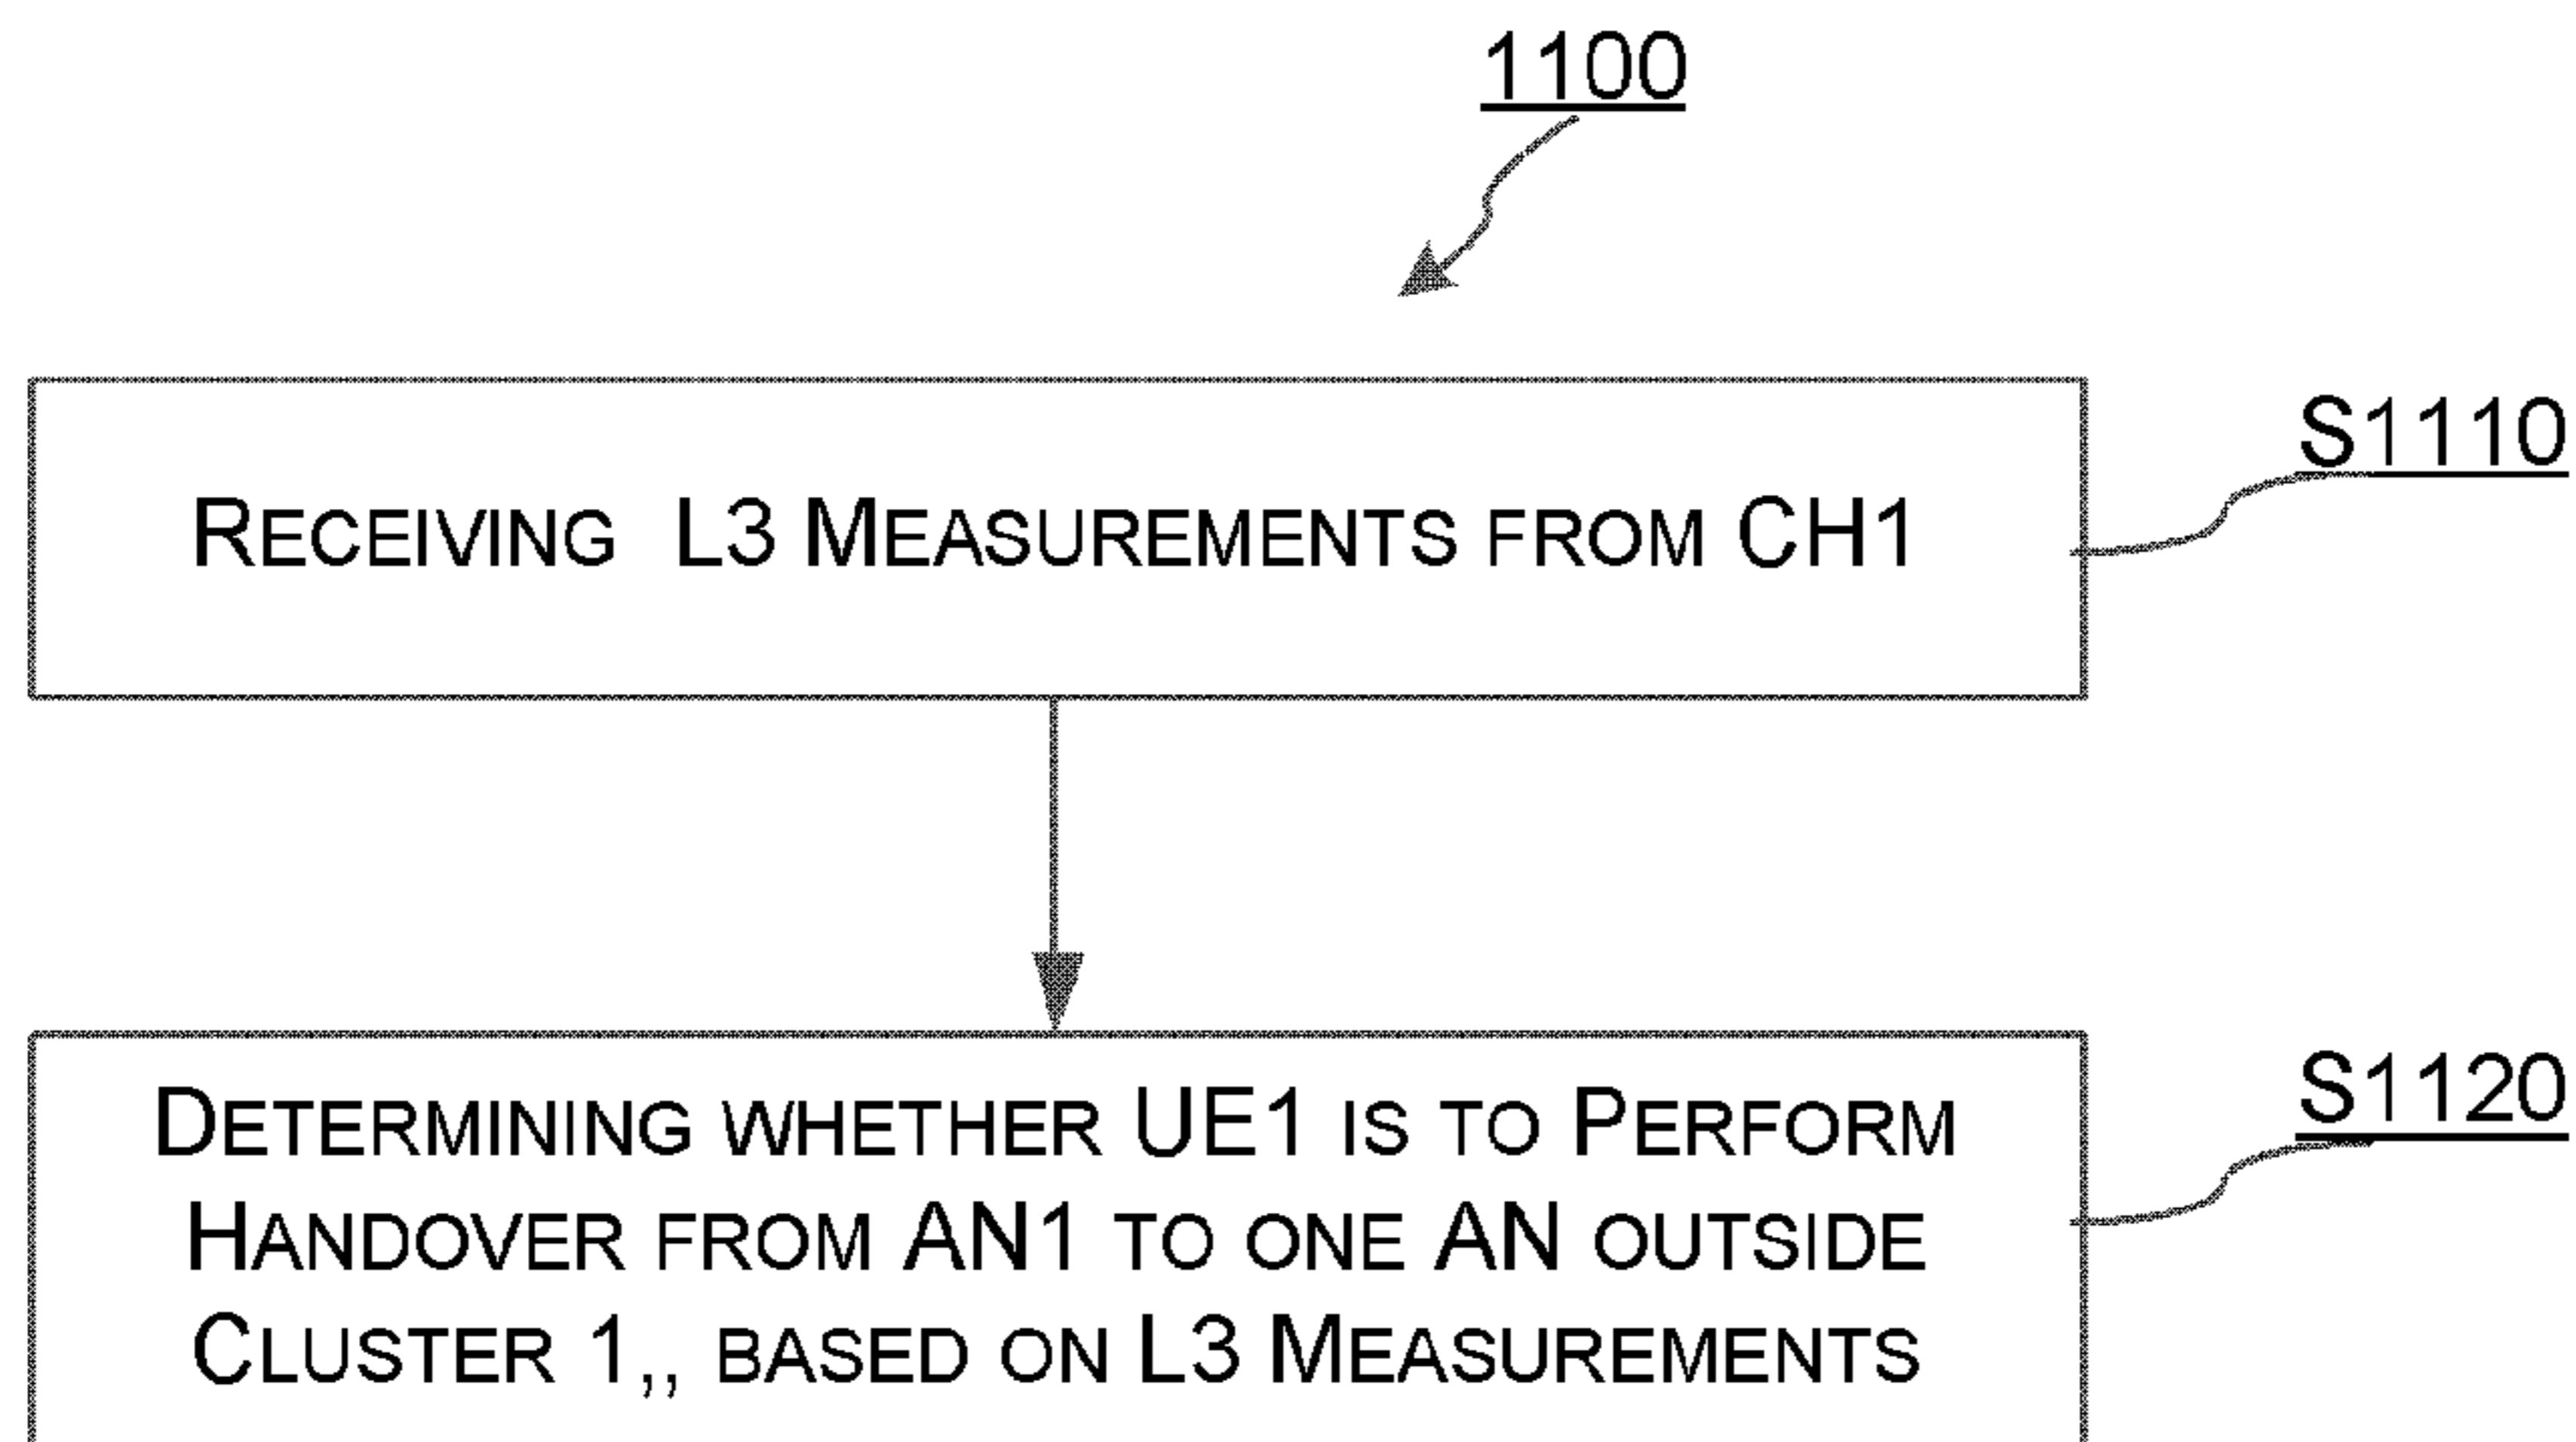 1100
S1110
RECEIVING L3 MEASUREMENTS FROM CH1
S1120
DETERMINING WHETHER UE1 IS TO PERFORM
HANDOVER FROM AN1 TO ONE AN OUTSIDE
CLUSTER 1,, BASED ON L3 MEASUREMENTS